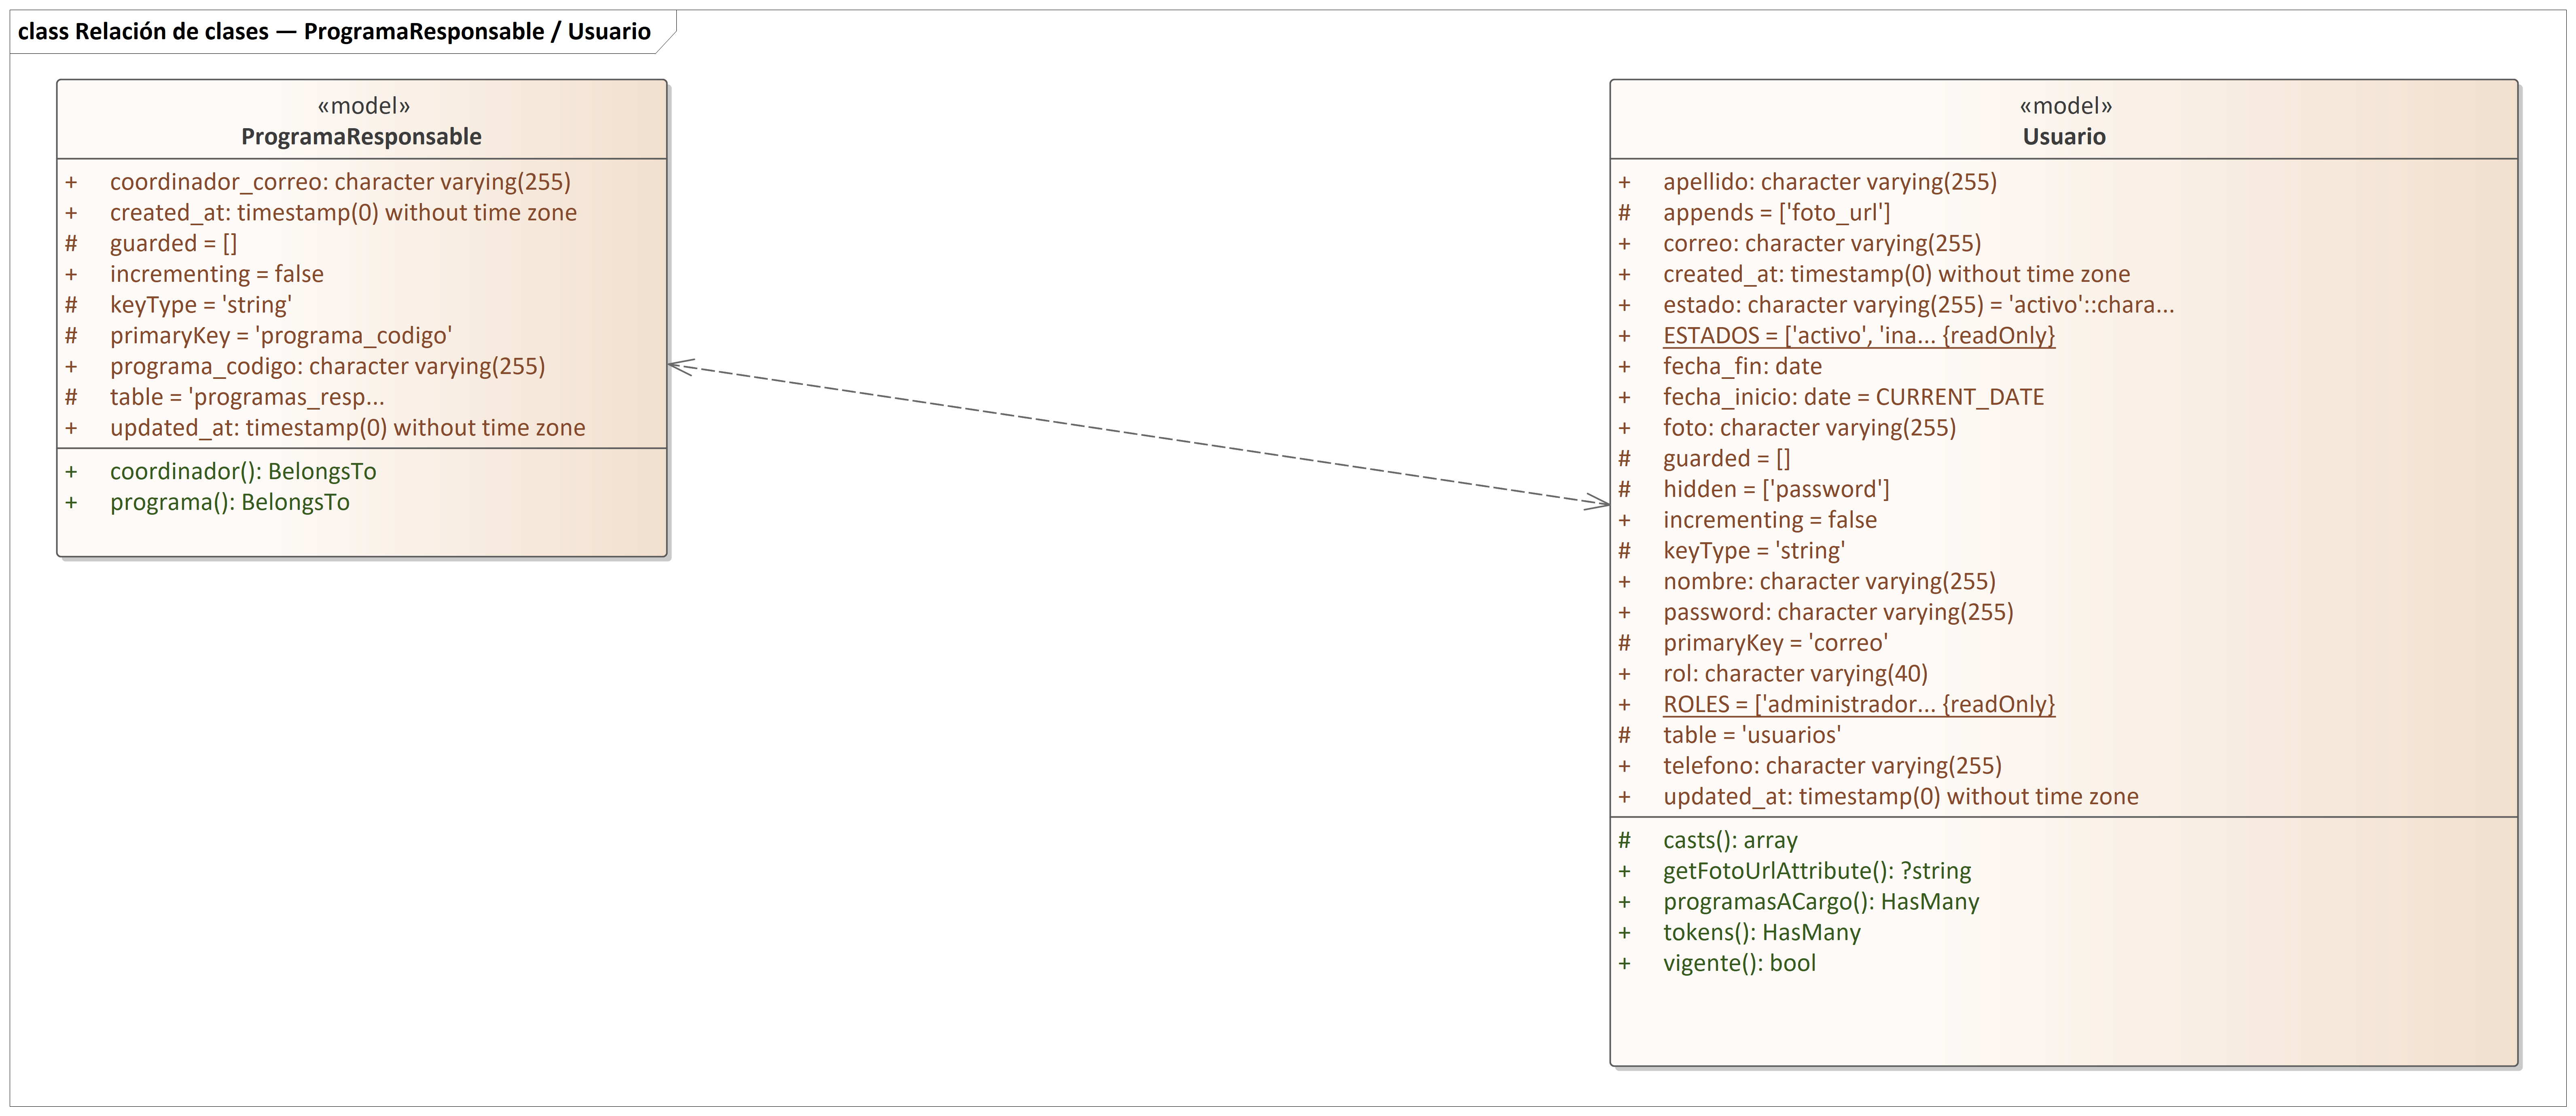 class Relación de clases — ProgramaResponsable / Usuario
«model»
ProgramaResponsable
+ coordinador_correo: character varying(255)
+ created_at: timestamp(0) without time zone
# guarded = []
+ incrementing = false
# keyType = 'string'
# primaryKey = 'programa_codigo'
+ programa_codigo: character varying(255)
# table = 'programas_resp...
+ updated_at: timestamp(0) without time zone
+ coordinador(): BelongsTo
+ programa(): BelongsTo
«model»
Usuario
+ apellido: character varying(255)
# appends = ['foto_url']
+ correo: character varying(255)
+ created_at: timestamp(0) without time zone
+ estado: character varying(255) = 'activo'::chara...
+ ESTADOS = ['activo', 'ina... {readOnly}
+ fecha_fin: date
+ fecha_inicio: date = CURRENT_DATE
+ foto: character varying(255)
# guarded = []
# hidden = ['password']
+ incrementing = false
# keyType = 'string'
+ nombre: character varying(255)
+ password: character varying(255)
# primaryKey = 'correo'
+ rol: character varying(40)
+ ROLES = ['administrador... {readOnly}
# table = 'usuarios'
+ telefono: character varying(255)
+ updated_at: timestamp(0) without time zone
# casts(): array
+ getFotoUrlAttribute(): ?string
+ programasACargo(): HasMany
+ tokens(): HasMany
+ vigente(): bool